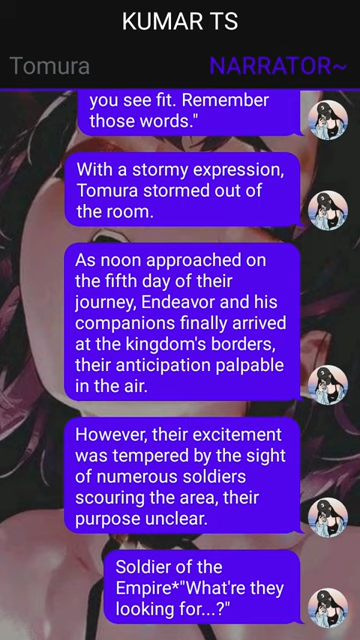 KUMAR TS
Tomura
NARRATOR~
you see fit. Remember
those words."
With a stormy expression,
Tomura stormed out of
the room.
As noon approached on
the fifth day of their
journey, Endeavor and his
companions finally arrived
at the kingdom's borders,
their anticipation palpable
in the air.
However, their excitement
was tempered by the sight
of numerous soldiers
scouring the area, their
purpose unclear.
Soldier of the
Empire*"What're they
looking for...?"